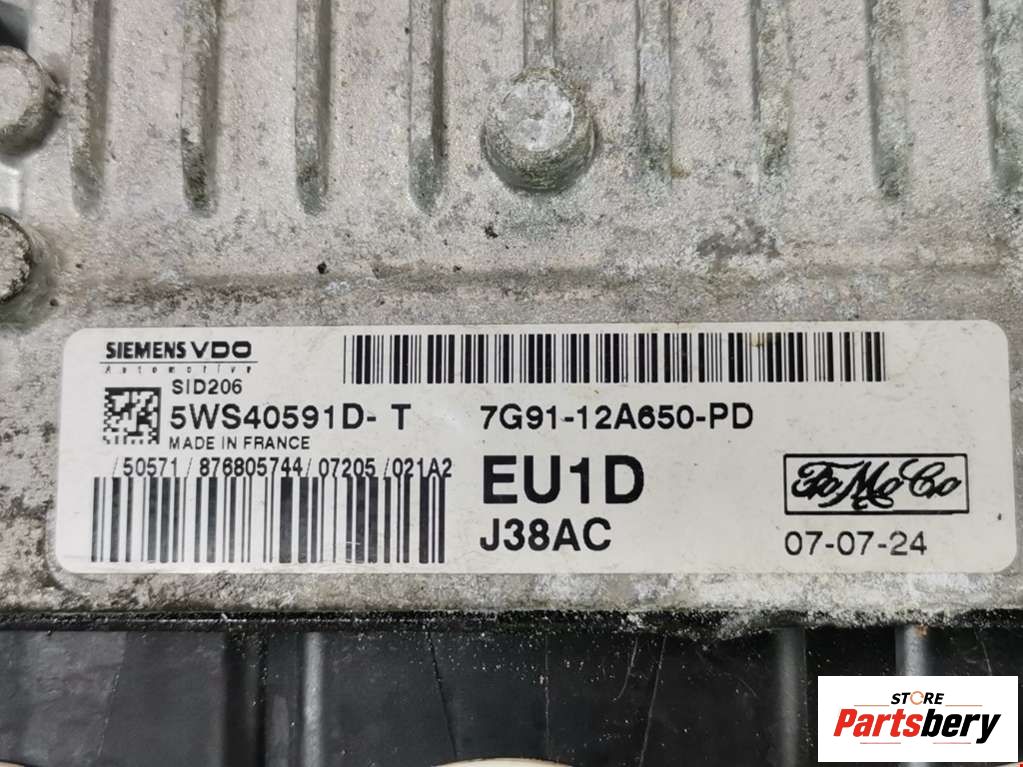 SIEMENS VDO
Automotive
SID206
5WS40591D- T 7G91-12A650-PD
MADE IN FRANCE
/50571/876805744/07205/021A2
EU1D
FoMoCo
J38AC
07-07-24
STORE
Partsbery